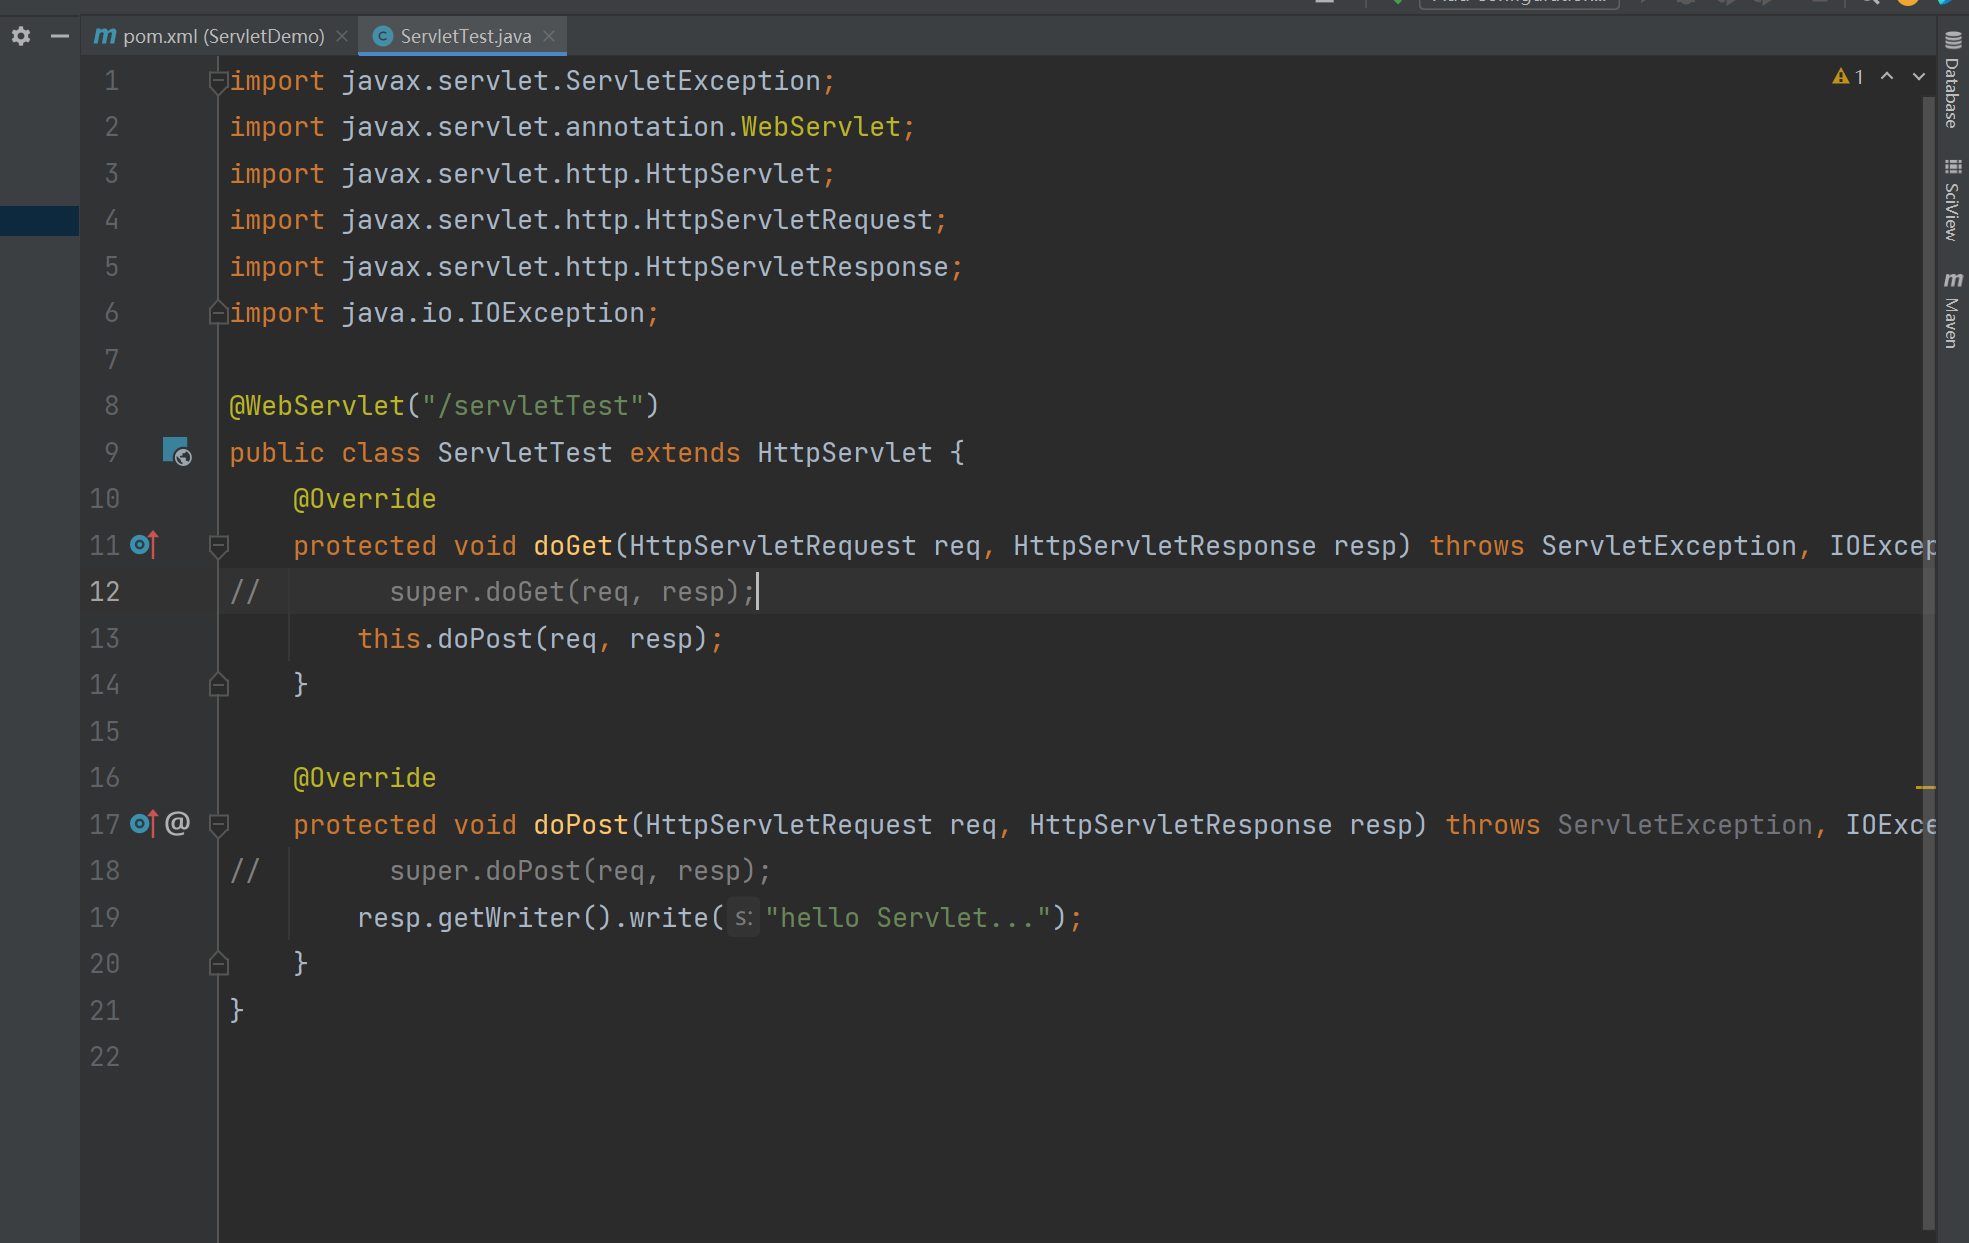 pom.xml (ServletDemo)
ServletTest.java
1 import javax.servlet.ServletException;
2 import javax.servlet.annotation.WebServlet;
3 import javax.servlet.http.HttpServlet;
4 import javax.servlet.http.HttpServletRequest;
5 import javax.servlet.http.HttpServletResponse;
6 import java.io.IOException;
7
8 @WebServlet("/servletTest")
9 public class ServletTest extends HttpServlet {
10     @Override
11     protected void doGet(HttpServletRequest req, HttpServletResponse resp) throws ServletException, IOExcep
12 //        super.doGet(req, resp);
13         this.doPost(req, resp);
14     }
15
16     @Override
17     protected void doPost(HttpServletRequest req, HttpServletResponse resp) throws ServletException, IOExce
18 //        super.doPost(req, resp);
19         resp.getWriter().write( s: "hello Servlet...");
20     }
21 }
22
1
Database
SciView
Maven